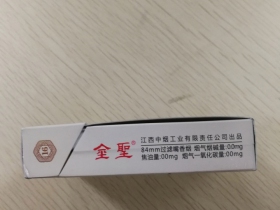 金聖®
江西中烟工业有限责任公司出品
84mm过滤嘴香烟 烟气烟碱量:00mg
焦油量:00mg 烟气一氧化碳量:00mg